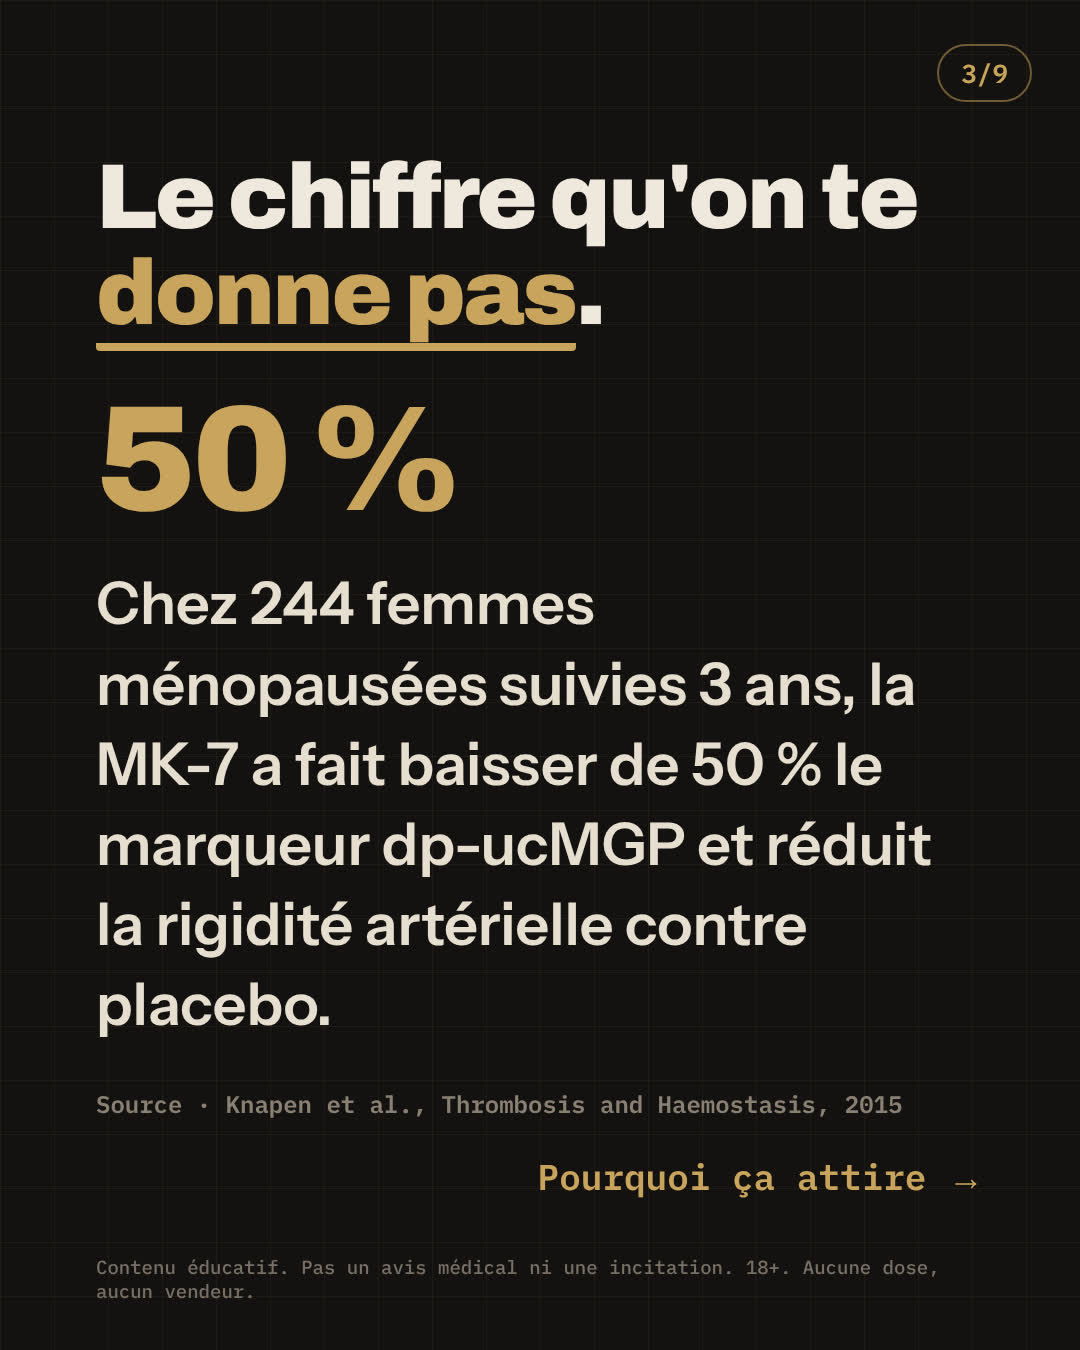 3/9
Le chiffre qu'on te
donne pas.
50 %
Chez 244 femmes
ménopausées suivies 3 ans, la
MK-7 a fait baisser de 50 % le
marqueur dp-ucMGP et réduit
la rigidité artérielle contre
placebo.
Source · Knapen et al., Thrombosis and Haemostasis, 2015
Pourquoi ça attire →
Contenu éducatif. Pas un avis médical ni une incitation. 18+. Aucune dose,
aucun vendeur.